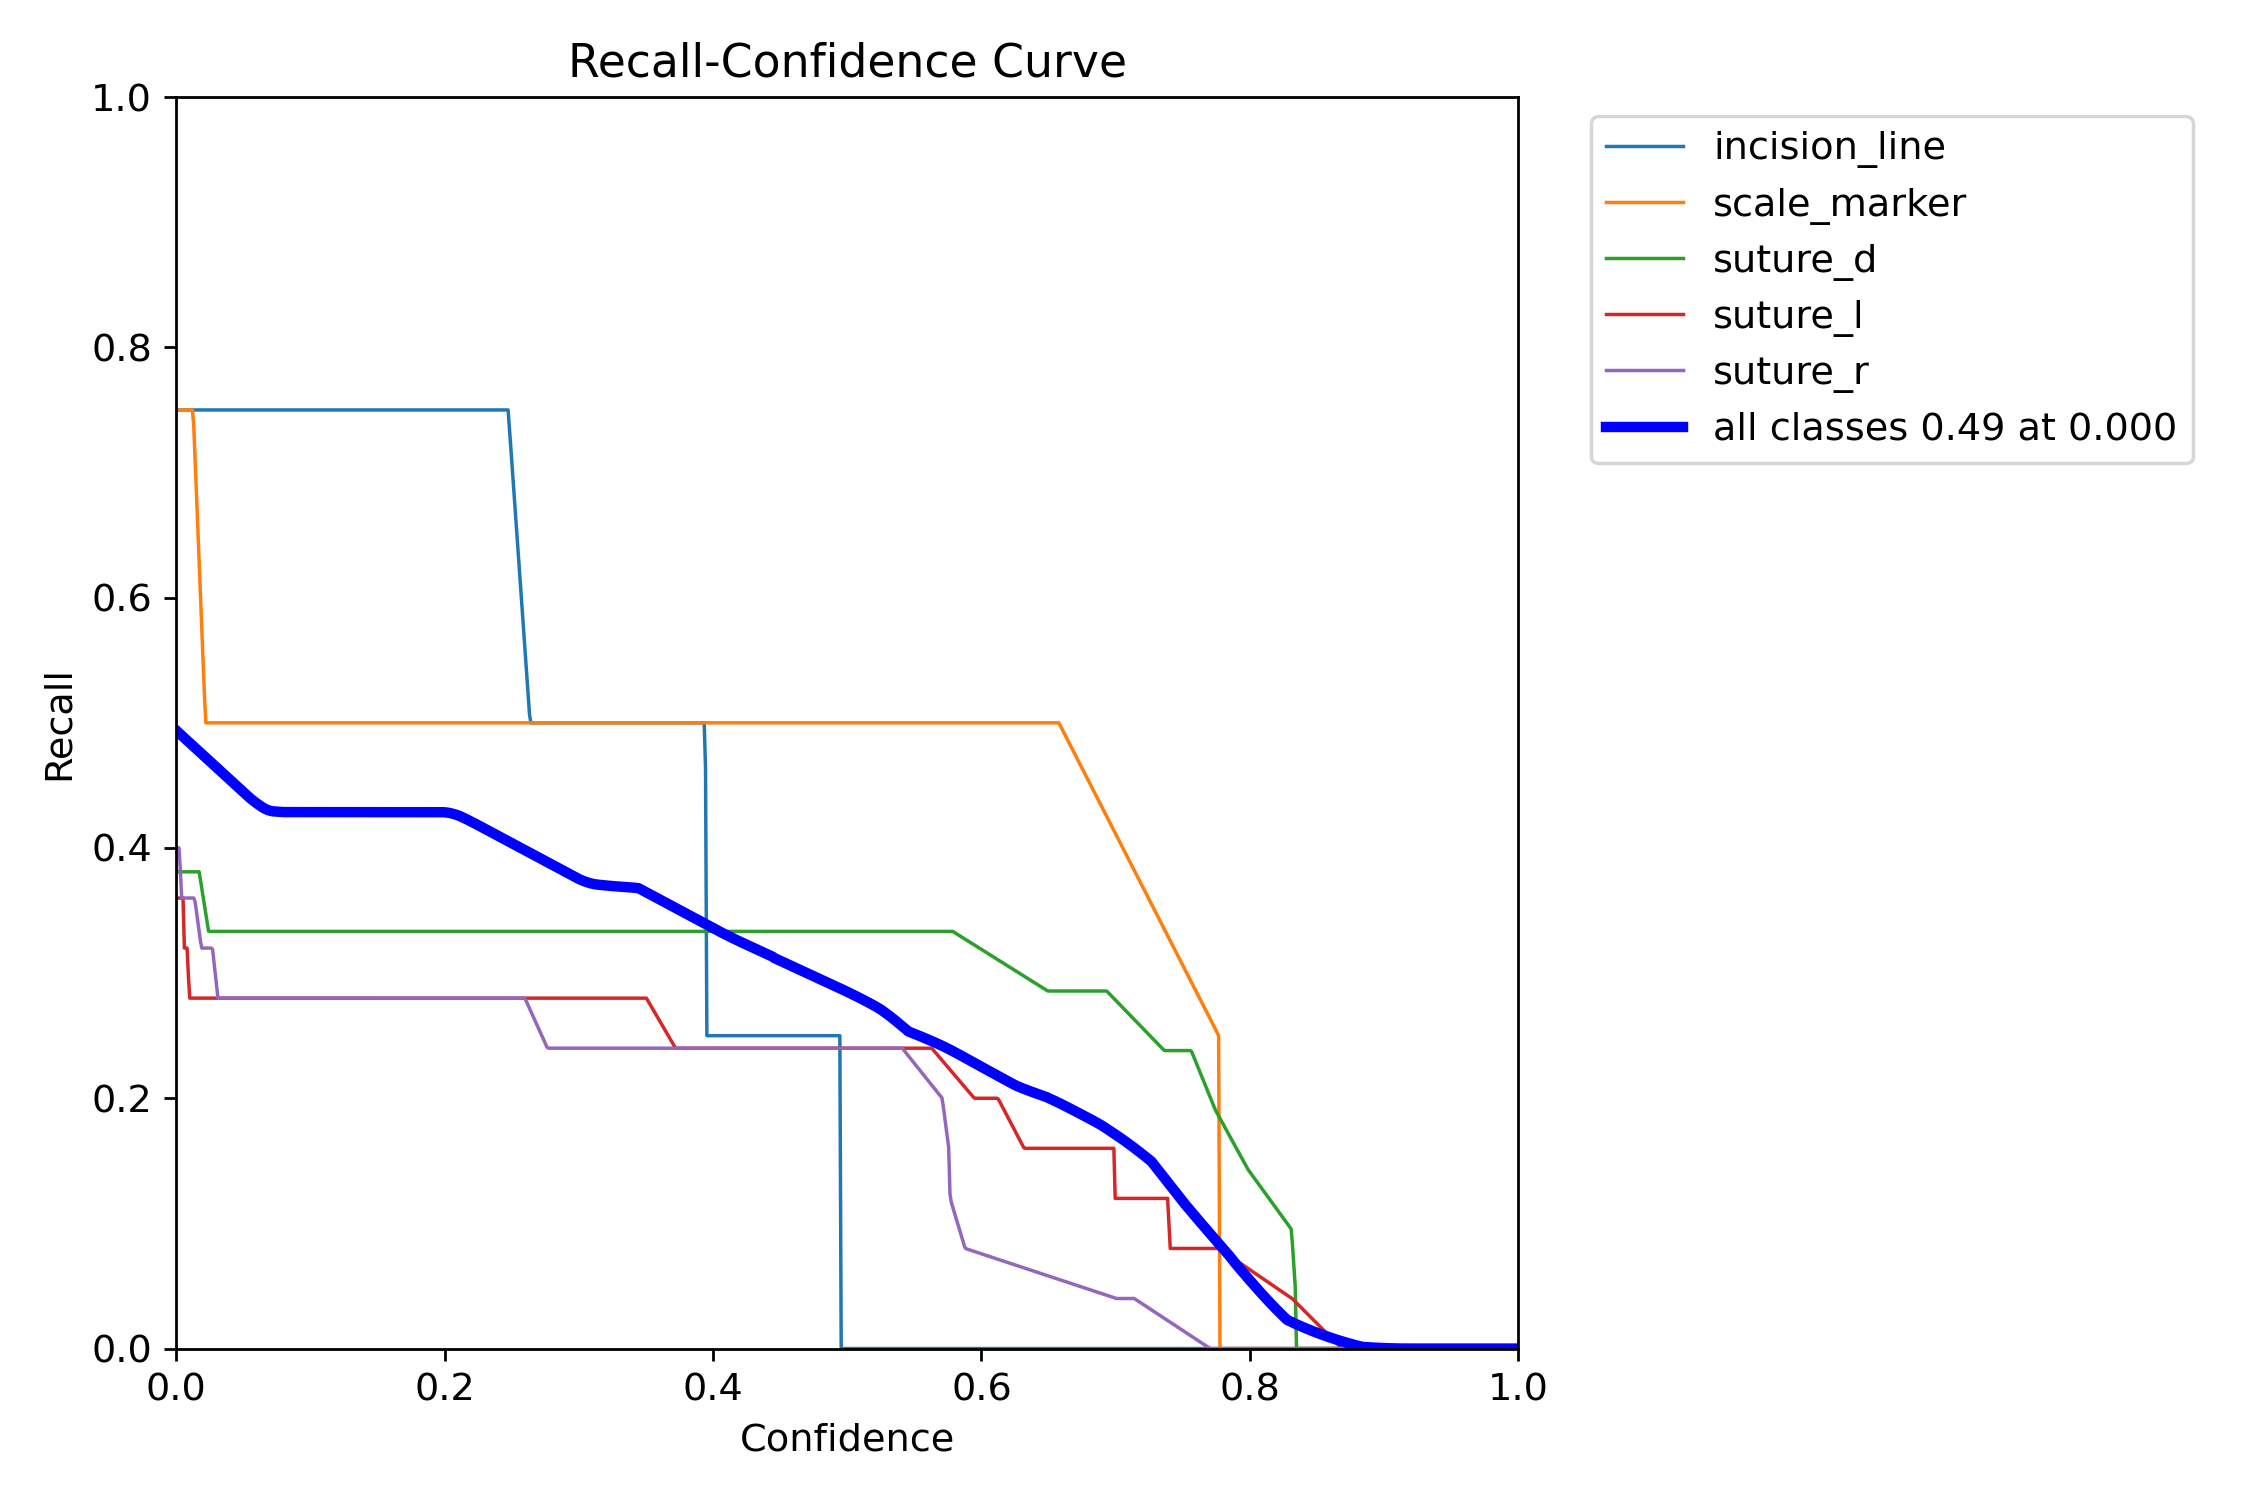 Recall-Confidence Curve
1.0
0.8
0.6
0.4
0.2
0.0
Recall
0.0 0.2 0.4 0.6 0.8 1.0
Confidence
incision_line
scale_marker
suture_d
suture_l
suture_r
all classes 0.49 at 0.000